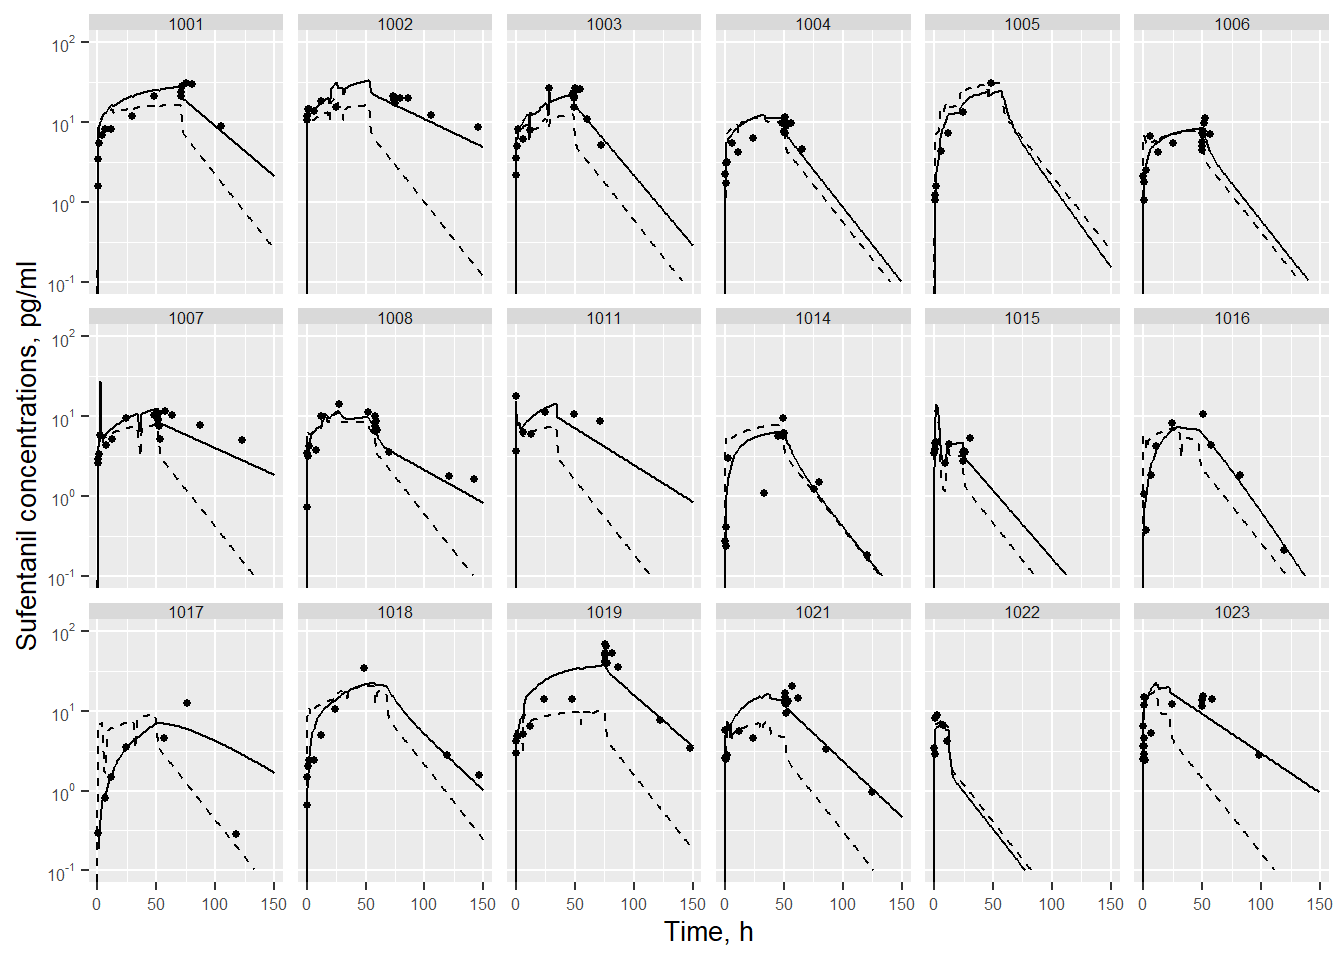 1001 1002 1003 1004 1005 1006
10² 10¹ 10⁰ 10⁻¹
1007 1008 1011 1014 1015 1016
10² 10¹ 10⁰ 10⁻¹
1017 1018 1019 1021 1022 1023
10² 10¹ 10⁰ 10⁻¹
Sufentanil concentrations, pg/ml
0 50 100 150 0 50 100 150 0 50 100 150 0 50 100 150 0 50 100 150 0 50 100 150
Time, h